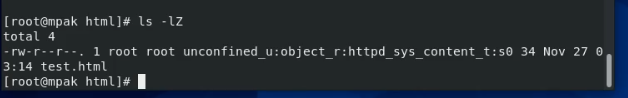 [root@mpak html]# ls -lZ
total 4
-rw-r--r--. 1 root root unconfined_u:object_r:httpd_sys_content_t:s0 34 Nov 27 0
3:14 test.html
[root@mpak html]#